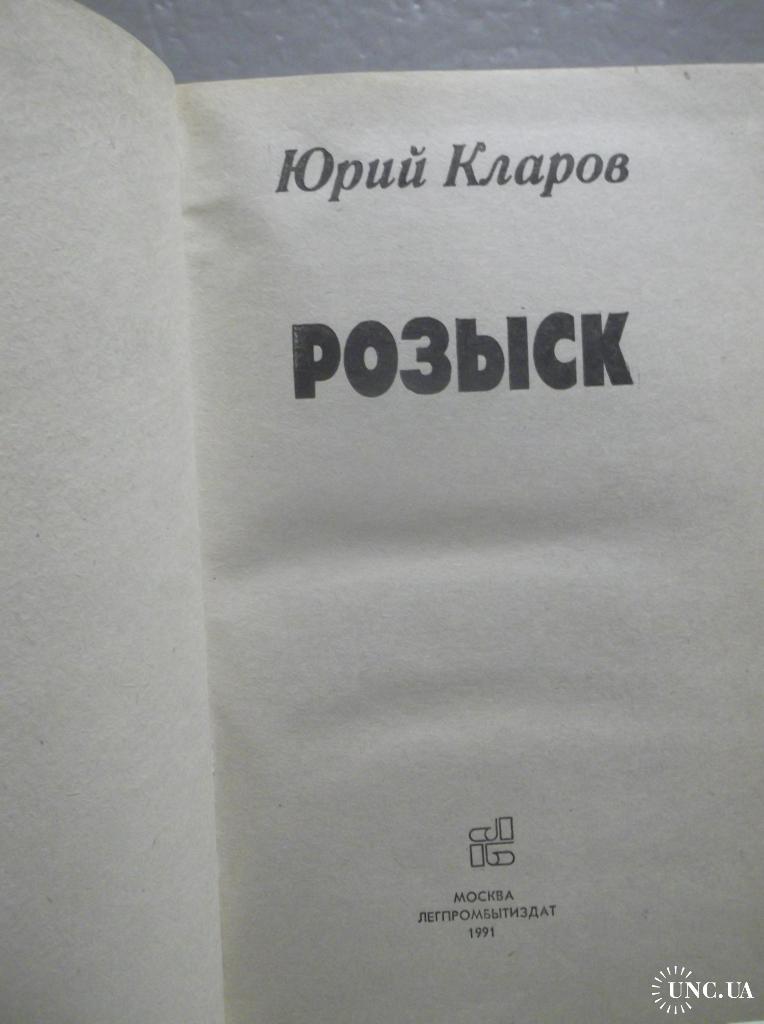 Юрий Кларов
РОЗЫСК
МОСКВА
ЛЕГПРОМБЫТИЗДАТ
1991
UNC.UA